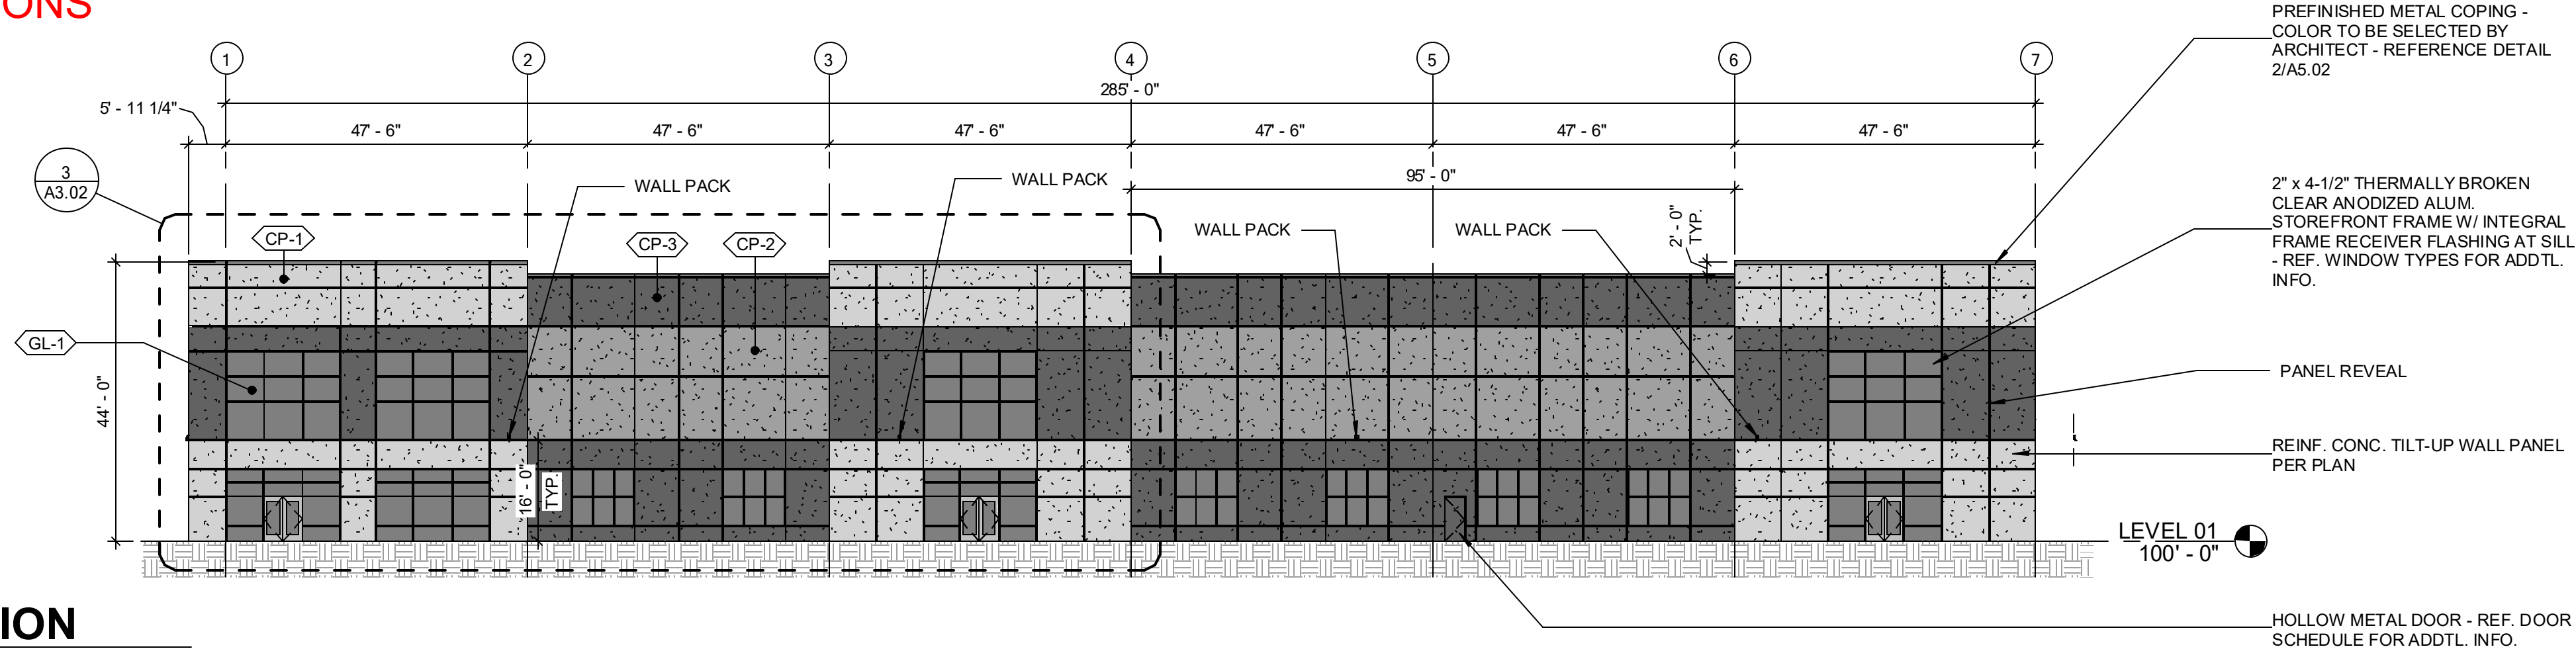 ONS
PREFINISHED METAL COPING -
COLOR TO BE SELECTED BY
ARCHITECT - REFERENCE DETAIL
2/A5.02
1
2
3
4
5
6
7
285' - 0"
5' - 11 1/4"
47' - 6"
47' - 6"
47' - 6"
47' - 6"
47' - 6"
47' - 6"
3
A3.02
WALL PACK
WALL PACK
95' - 0"
2" x 4-1/2" THERMALLY BROKEN
CLEAR ANODIZED ALUM.
STOREFRONT FRAME W/ INTEGRAL
FRAME RECEIVER FLASHING AT SILL
- REF. WINDOW TYPES FOR ADDTL.
INFO.
CP-1
CP-3
CP-2
WALL PACK
WALL PACK
2' - 0"
TYP.
GL-1
44' - 0"
PANEL REVEAL
16' - 0"
TYP.
REINF. CONC. TILT-UP WALL PANEL
PER PLAN
LEVEL 01
100' - 0"
ION
HOLLOW METAL DOOR - REF. DOOR
SCHEDULE FOR ADDTL. INFO.